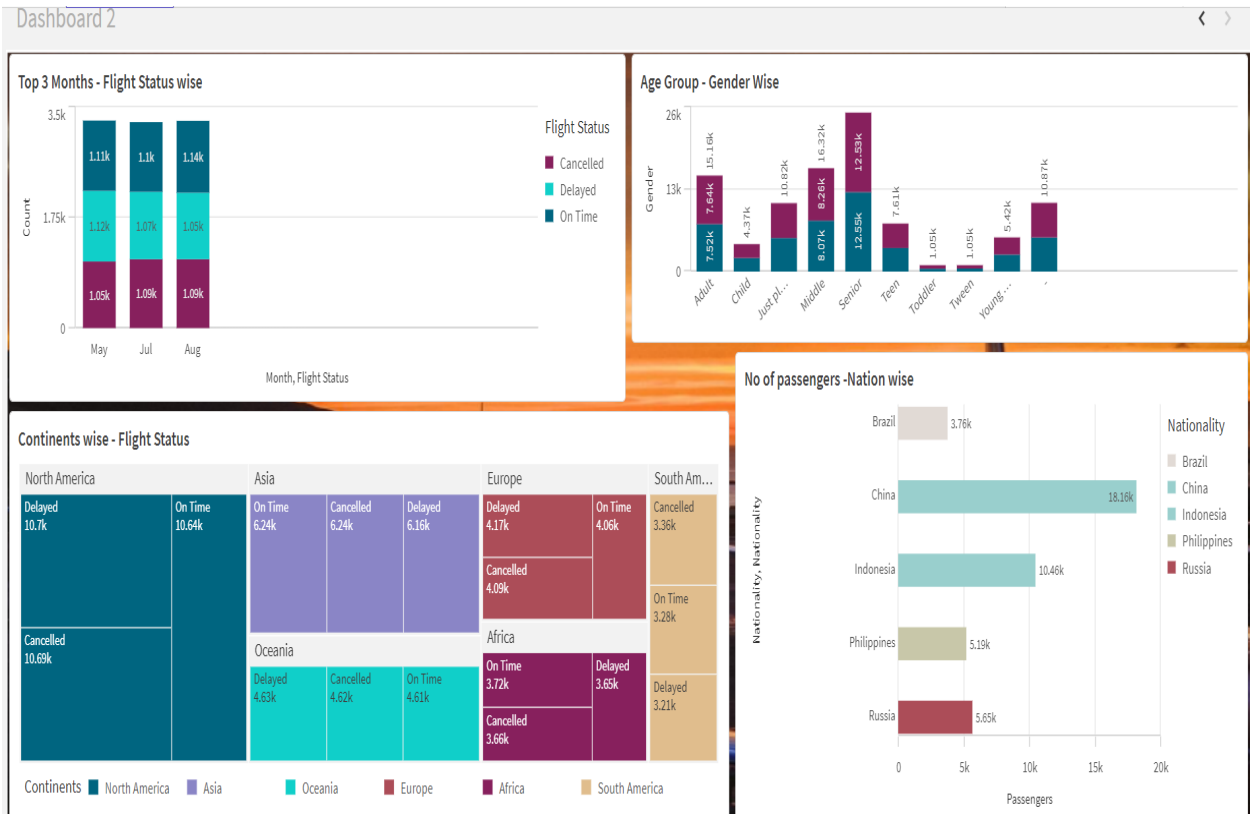 Dashboard 2
Top 3 Months - Flight Status wise
3.5k
1.75k
0
Count
1.11k
1.12k
1.05k
1.1k
1.07k
1.09k
1.14k
1.05k
1.09k
May
Jul
Aug
Month, Flight Status
Flight Status
Cancelled
Delayed
On Time
Age Group - Gender Wise
26k
13k
0
Gender
15.16k
7.64k
7.52k
4.37k
10.82k
16.32k
8.26k
8.07k
12.53k
12.55k
7.61k
1.05k
1.05k
5.42k
10.87k
Adult
Child
Just pl...
Middle
Senior
Teen
Toddler
Tween
Young ...
-
Continents wise - Flight Status
North America
Delayed
10.7k
Cancelled
10.69k
On Time
10.64k
Asia
On Time
6.24k
Cancelled
6.24k
Delayed
6.16k
Oceania
Delayed
4.63k
Cancelled
4.62k
On Time
4.61k
Europe
Delayed
4.17k
Cancelled
4.09k
On Time
4.06k
Africa
On Time
3.72k
Cancelled
3.66k
Delayed
3.65k
South Am...
Cancelled
3.36k
On Time
3.28k
Delayed
3.21k
Continents
North America
Asia
Oceania
Europe
Africa
South America
No of passengers -Nation wise
Nationality, Nationality
Brazil
3.76k
China
18.16k
Indonesia
10.46k
Philippines
5.19k
Russia
5.65k
0
5k
10k
15k
20k
Passengers
Nationality
Brazil
China
Indonesia
Philippines
Russia